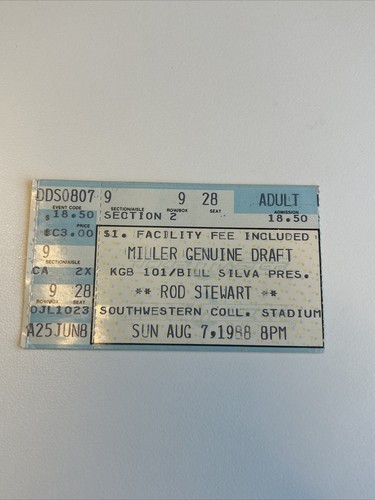 DDS0807 9 9 28 ADULT
EVENT CODE SECTION/AISLE ROW/BOX SEAT ADMISSION
$ 18.50 SECTION 2 18.50
PRICE
$C3.00 $1. FACILITY FEE INCLUDED
SECTION/AISLE
9 MILLER GENUINE DRAFT
CA 2X KGB 101/BILL SILVA PRES.
ROW/BOX SEAT
9 28 ** ROD STEWART **
OJL1023 SOUTHWESTERN COLL. STADIUM
A25JUN8 SUN AUG 7,1988 8PM